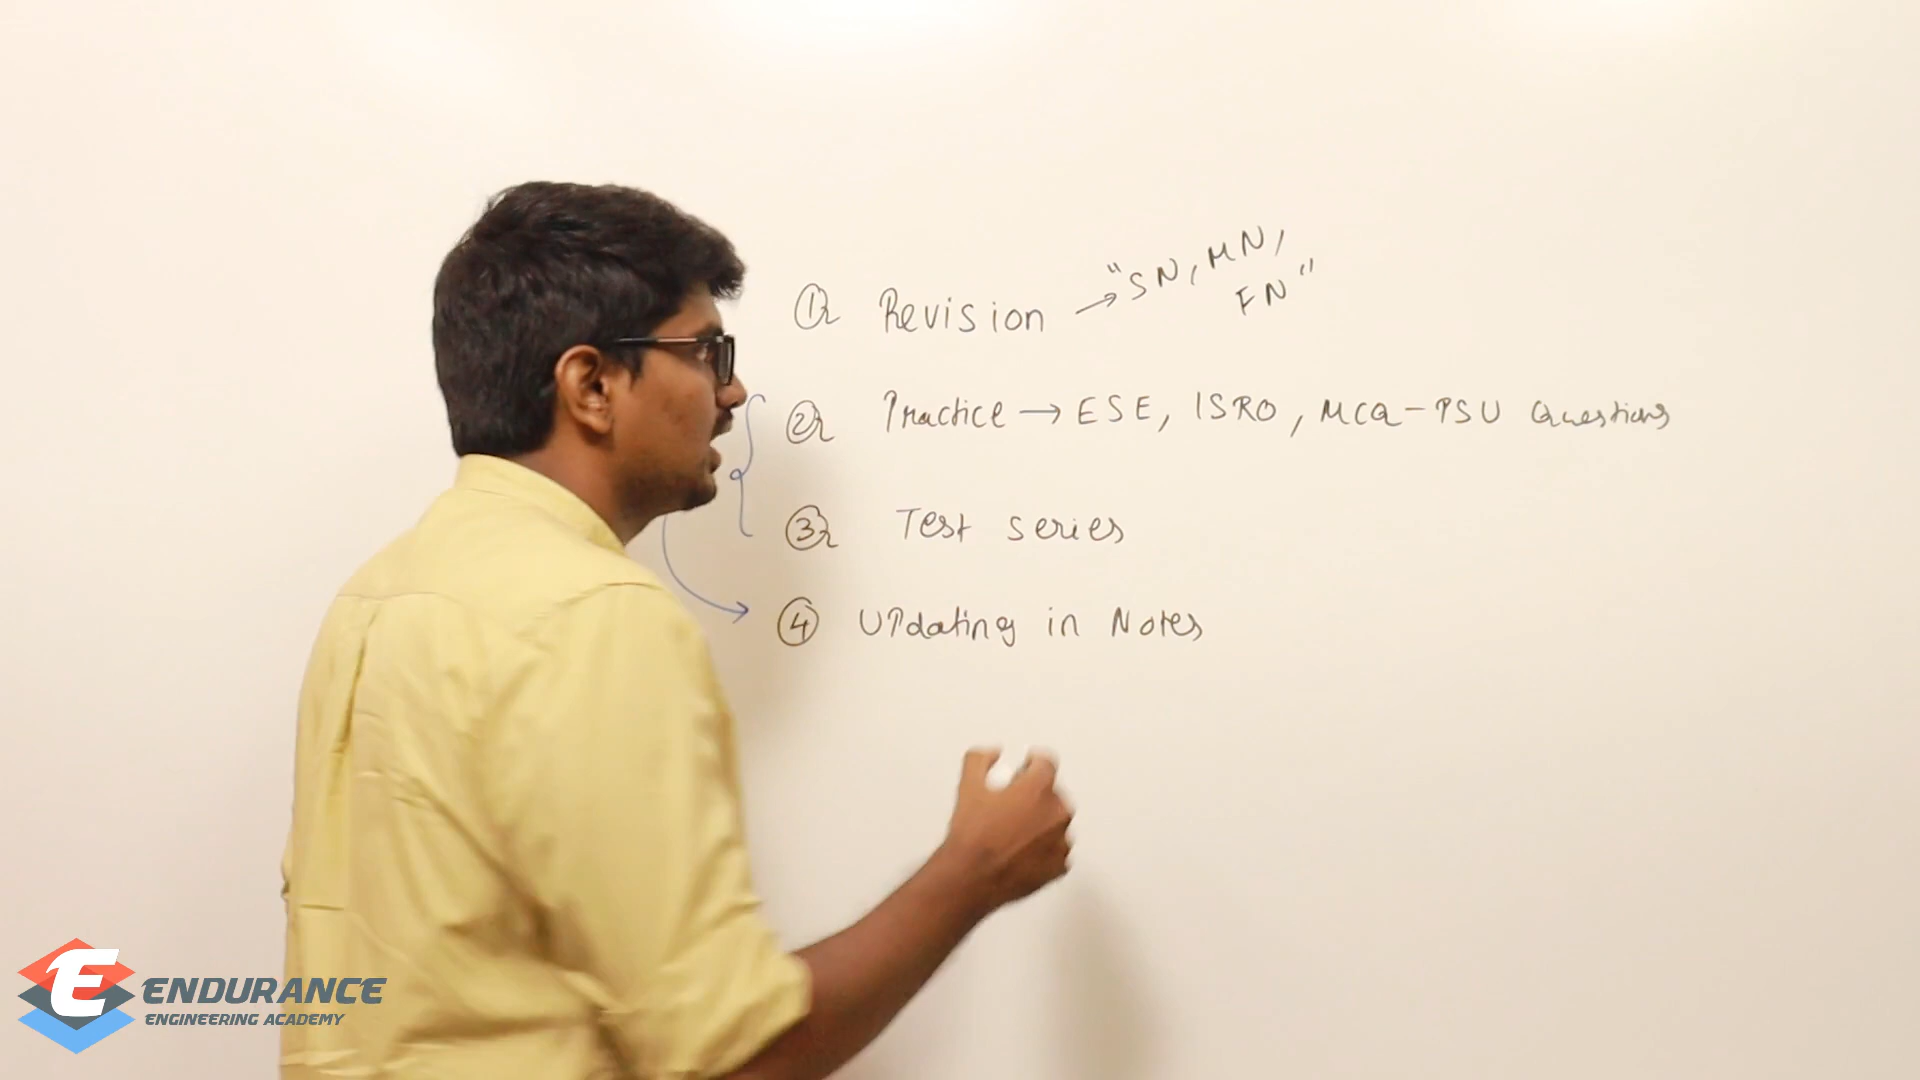 ① Revision → "SN, MN,
FN"
② Practice → ESE, ISRO, MCQ-PSU Questions
③ Test series
④ Updating in Notes
E ENDURANCE
ENGINEERING ACADEMY